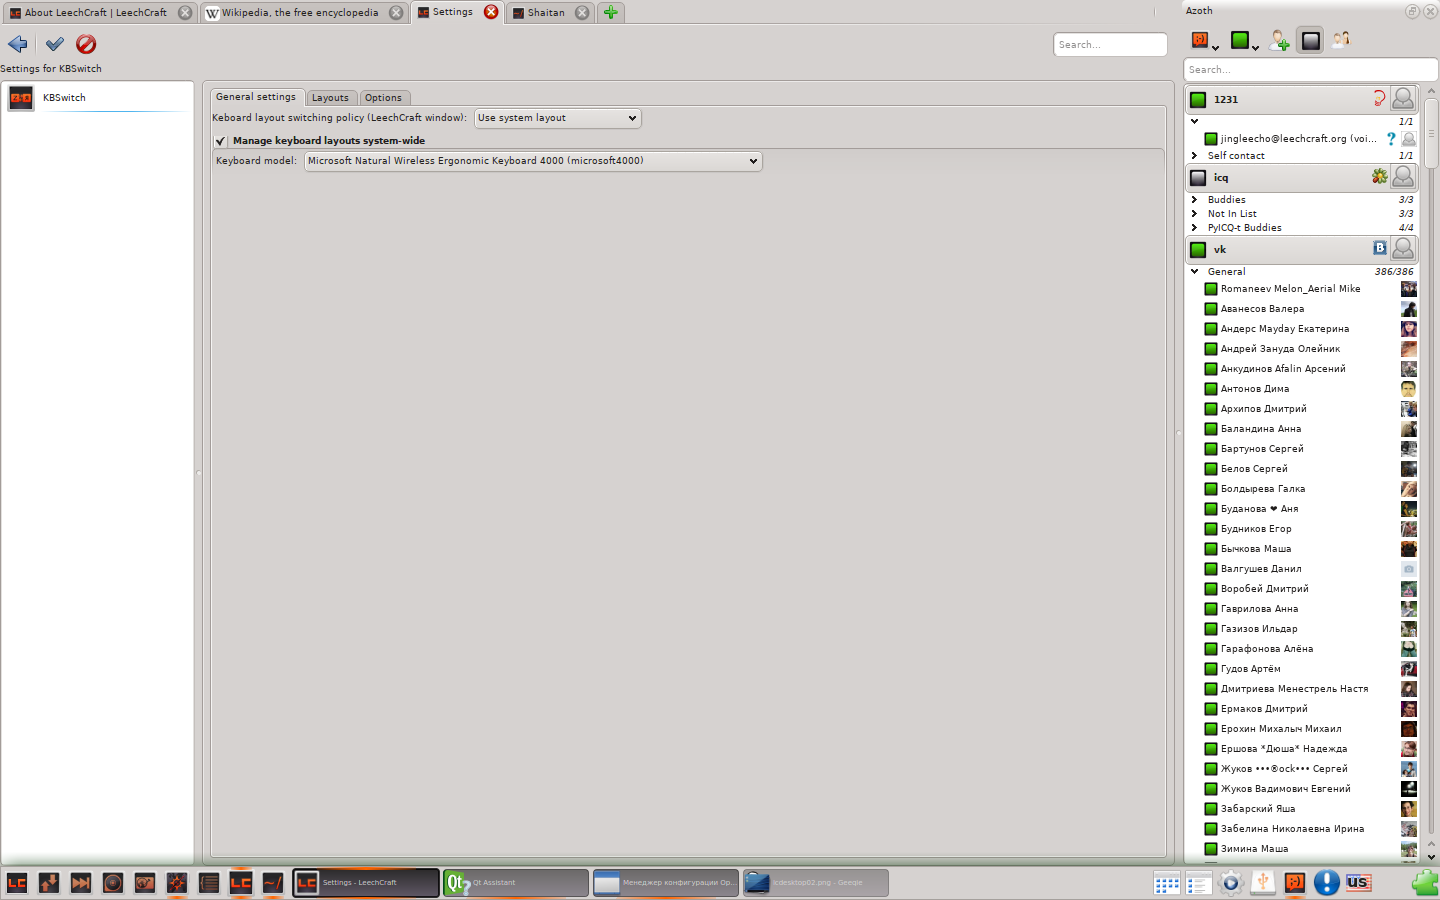 About LeechCraft | LeechCraft
Wikipedia, the free encyclopedia
Settings
Shaitan
Azoth
Search...
Settings for KBSwitch
Search...
KBSwitch
General settings
Layouts
Options
Keboard layout switching policy (LeechCraft window):
Use system layout
Manage keyboard layouts system-wide
Keyboard model:
Microsoft Natural Wireless Ergonomic Keyboard 4000 (microsoft4000)
1231
1/1
jingleecho@leechcraft.org (voi...
Self contact 1/1
icq
Buddies 3/3
Not In List 3/3
PyICQ-t Buddies 4/4
vk
General 386/386
Romaneev Melon_Aerial Mike
Аванесов Валера
Андерс Mayday Екатерина
Андрей Зануда Олейник
Анкудинов Afalin Арсений
Антонов Дима
Архипов Дмитрий
Баландина Анна
Бартунов Сергей
Белов Сергей
Болдырева Галка
Буданова ❤ Аня
Будников Егор
Бычкова Маша
Валгушев Данил
Воробей Дмитрий
Гаврилова Анна
Газизов Ильдар
Гарафонова Алёна
Гудов Артём
Дмитриева Менестрель Настя
Ермаков Дмитрий
Ерохин Михалыч Михаил
Ершова *Дюша* Надежда
Жуков •••®ock••• Сергей
Жуков Вадимович Евгений
Забарский Яша
Забелина Николаевна Ирина
Зимина Маша
Settings - LeechCraft
Qt Assistant
Менеджер конфигурации Op...
lcdesktop02.png - Geeqie
us